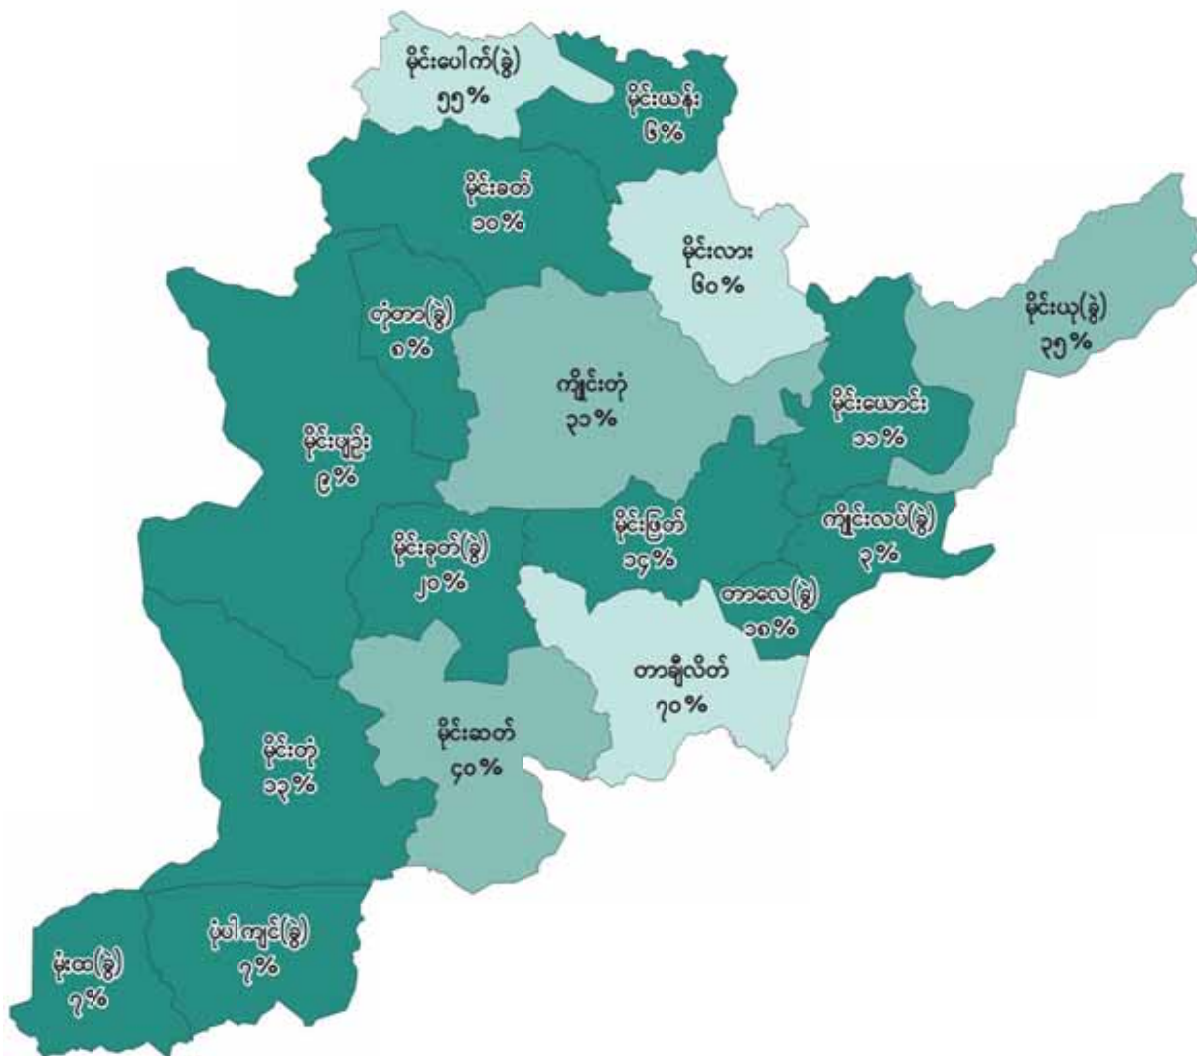 မိုင်းပေါက်(ခွဲ)
၅၅%
မိုင်းယန်း
၆%
မိုင်းခတ်
၁၀%
မိုင်းလား
၆၀%
တုံတာ(ခွဲ)
၈%
မိုင်းယု(ခွဲ)
၃၅%
ကျိုင်းတုံ
၃၁%
မိုင်းယောင်း
၁၁%
မိုင်းပျဉ်း
၉%
မိုင်းခုတ်(ခွဲ)
၂၁%
မိုင်းဖြတ်
၁၄%
ကျိုင်းလပ်(ခွဲ)
၃%
တာလေ(ခွဲ)
၁၈%
တာချီလိတ်
၇၀%
မိုင်းဆတ်
၄၀%
မိုင်းတုံ
၁၃%
ပုံပါကျင်(ခွဲ)
၇%
မုံးထ(ခွဲ)
၇%